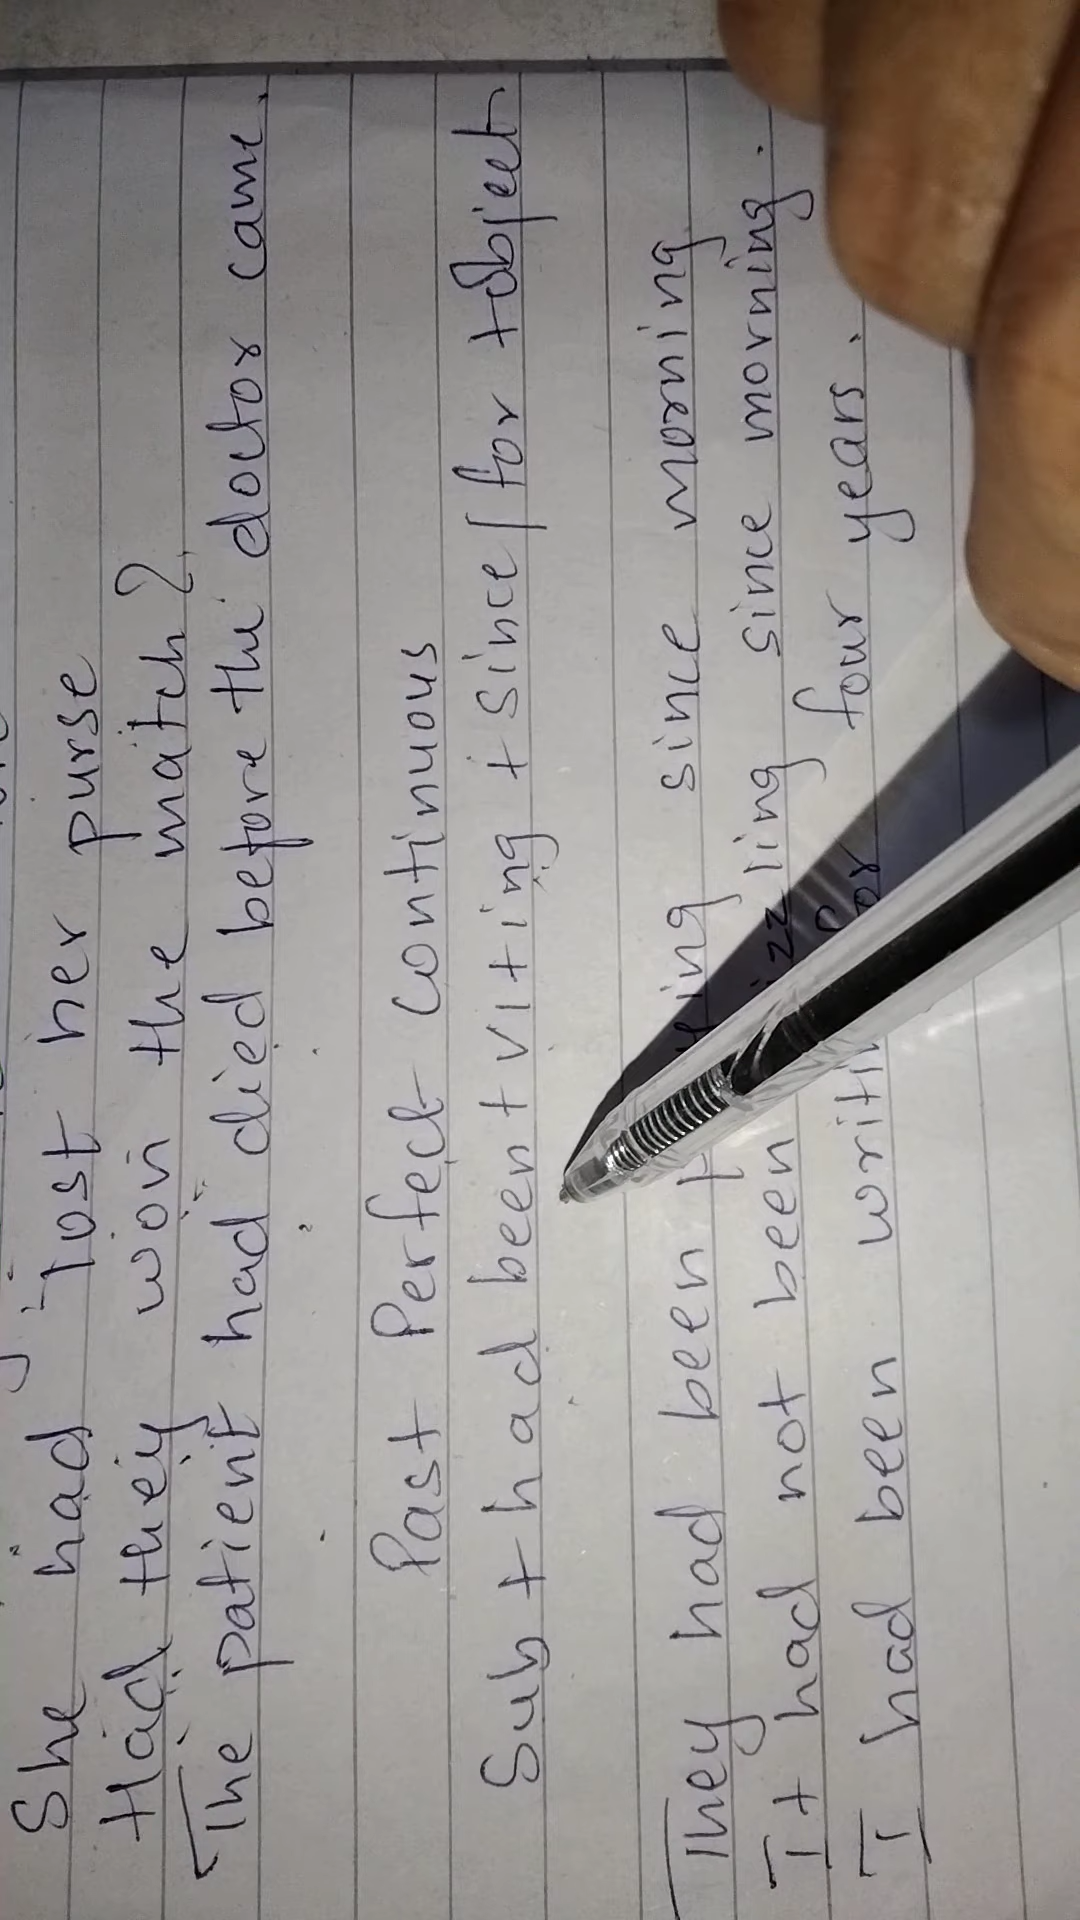 She had lost her purse
Had they won the match?
The patient had died before the doctor came.
Past Perfect Continuous
Sub + had been + V1 + ing + since/for + object
They had been since morning
It had not been since morning.
I had been four years.